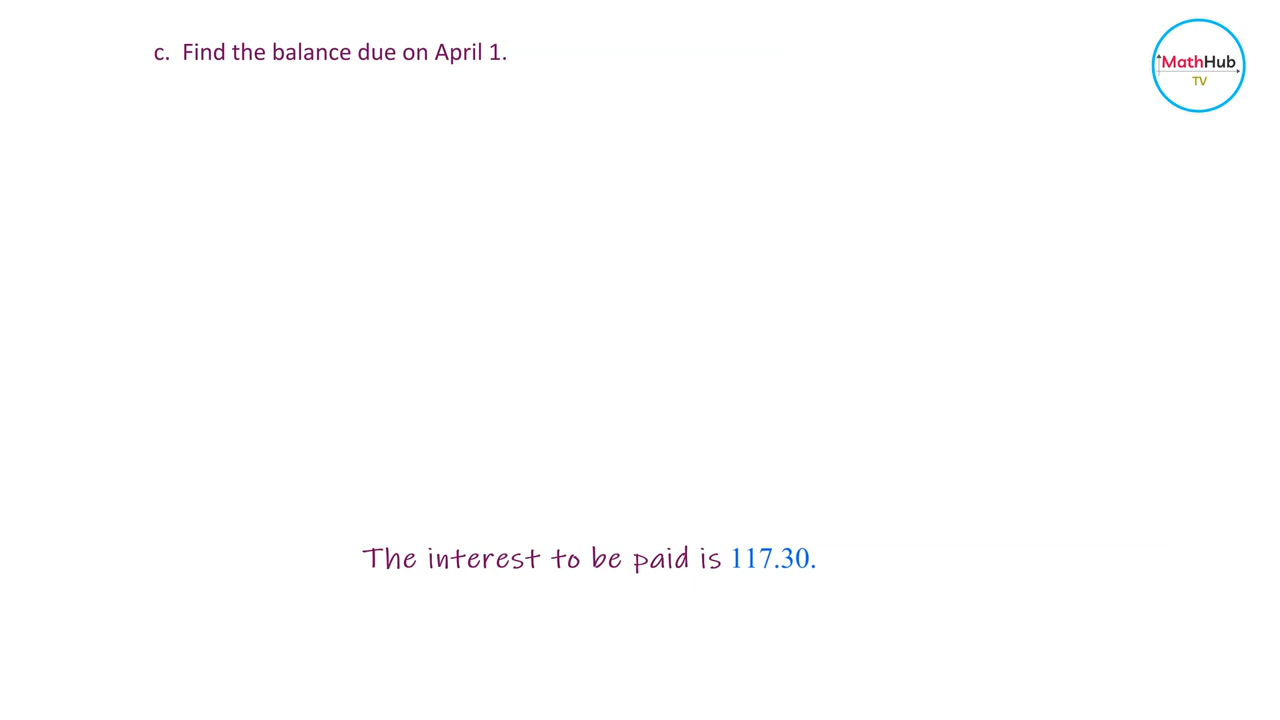 c. Find the balance due on April 1.
MathHub
TV
The interest to be paid is 117.30.